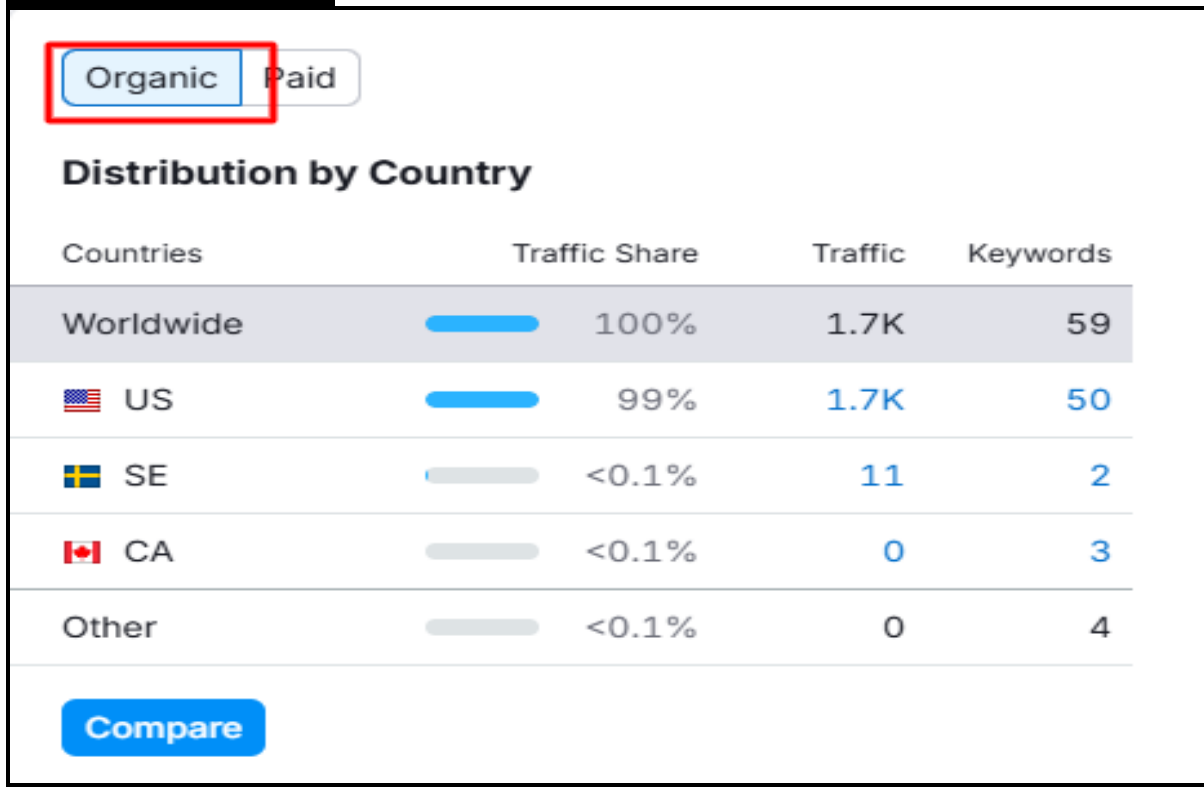 Organic Paid
Distribution by Country
Countries Traffic Share Traffic Keywords
Worldwide 100% 1.7K 59
US 99% 1.7K 50
SE <0.1% 11 2
CA <0.1% 0 3
Other <0.1% 0 4
Compare